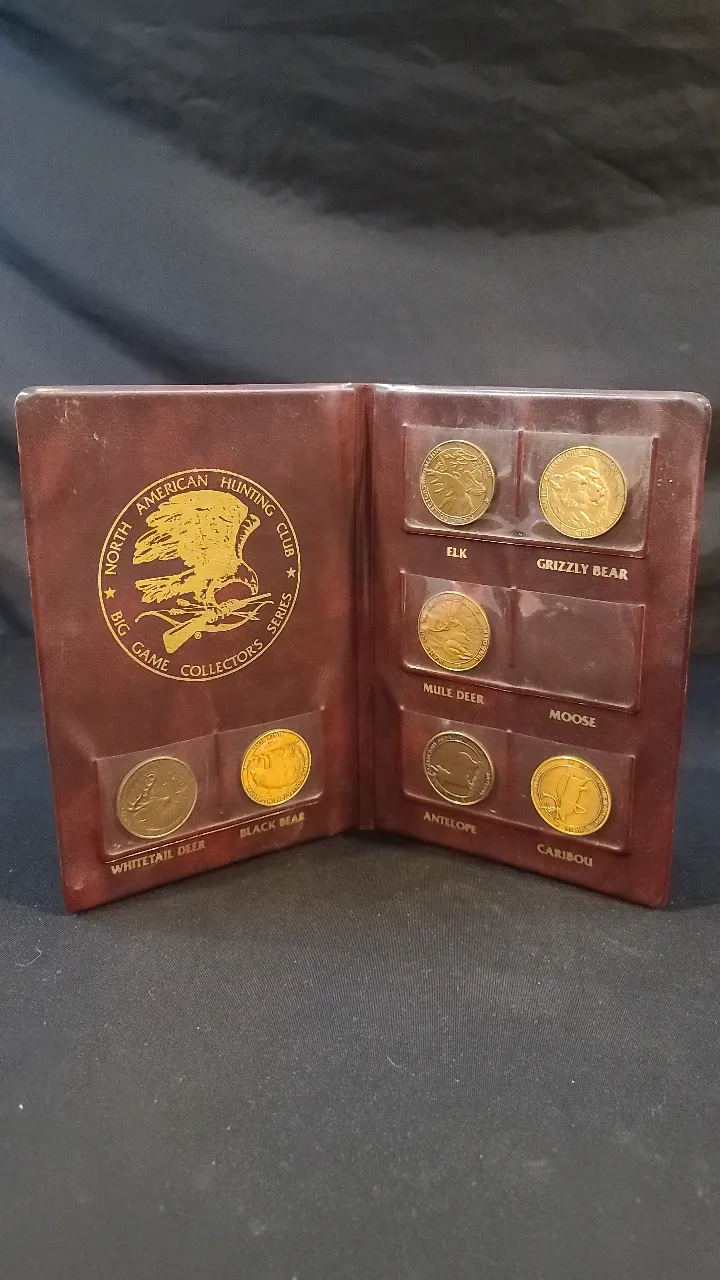 ★ NORTH AMERICAN HUNTING CLUB ★
BIG GAME COLLECTORS SERIES
®
WHITETAIL DEER
BLACK BEAR
ELK
GRIZZLY BEAR
MULE DEER
MOOSE
ANTELOPE
CARIBOU